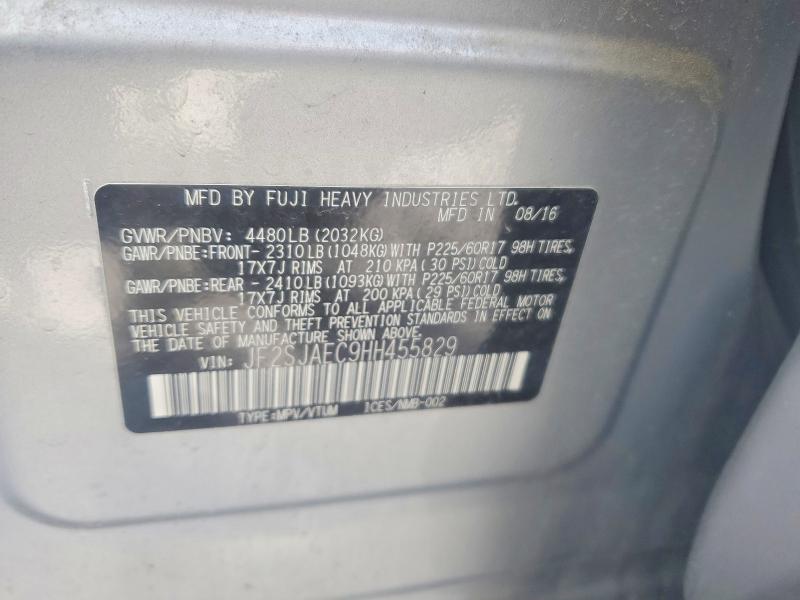 MFD BY FUJI HEAVY INDUSTRIES LTD.
MFD IN 08/16
GVWR/PNBV: 4480LB (2032KG)
GAWR/PNBE:FRONT- 2310LB (1048KG) WITH P225/60R17 98H TIRES,
17X7J RIMS AT 210 KPA ( 30 PSI) COLD
GAWR/PNBE:REAR - 2410LB (1093KG) WITH P225/60R17 98H TIRES,
17X7J RIMS AT 200 KPA ( 29 PSI) COLD
THIS VEHICLE CONFORMS TO ALL APPLICABLE FEDERAL MOTOR
VEHICLE SAFETY AND THEFT PREVENTION STANDARDS IN EFFECT ON
THE DATE OF MANUFACTURE SHOWN ABOVE.
VIN: JF2SJAEC9HH455829
TYPE:MPV/VTUM ICES/NMB-002